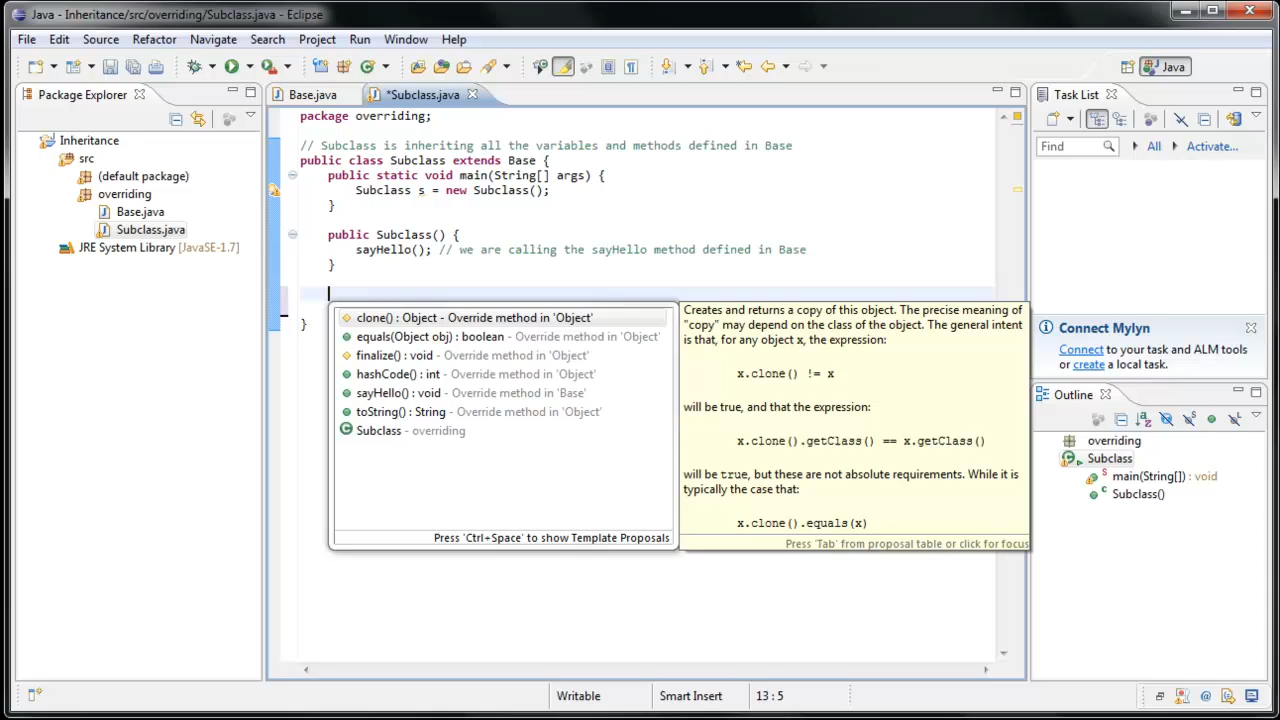 Java - Inheritance/src/overriding/Subclass.java - Eclipse
File Edit Source Refactor Navigate Search Project Run Window Help
Java
Package Explorer
Inheritance
src
(default package)
overriding
Base.java
Subclass.java
JRE System Library [JavaSE-1.7]
Base.java *Subclass.java
package overriding;
// Subclass is inheriting all the variables and methods defined in Base
public class Subclass extends Base {
public static void main(String[] args) {
Subclass s = new Subclass();
}
public Subclass() {
sayHello(); // we are calling the sayHello method defined in Base
}
}
clone() : Object - Override method in 'Object'
equals(Object obj) : boolean - Override method in 'Object'
finalize() : void - Override method in 'Object'
hashCode() : int - Override method in 'Object'
sayHello() : void - Override method in 'Base'
toString() : String - Override method in 'Object'
Subclass - overriding
Press 'Ctrl+Space' to show Template Proposals
Creates and returns a copy of this object. The precise meaning of
"copy" may depend on the class of the object. The general intent
is that, for any object x, the expression:
x.clone() != x
will be true, and that the expression:
x.clone().getClass() == x.getClass()
will be true, but these are not absolute requirements. While it is
typically the case that:
x.clone().equals(x)
Press 'Tab' from proposal table or click for focus
Task List
Find All Activate...
Connect Mylyn
Connect to your task and ALM tools
or create a local task.
Outline
overriding
Subclass
main(String[]) : void
Subclass()
Writable Smart Insert 13 : 5